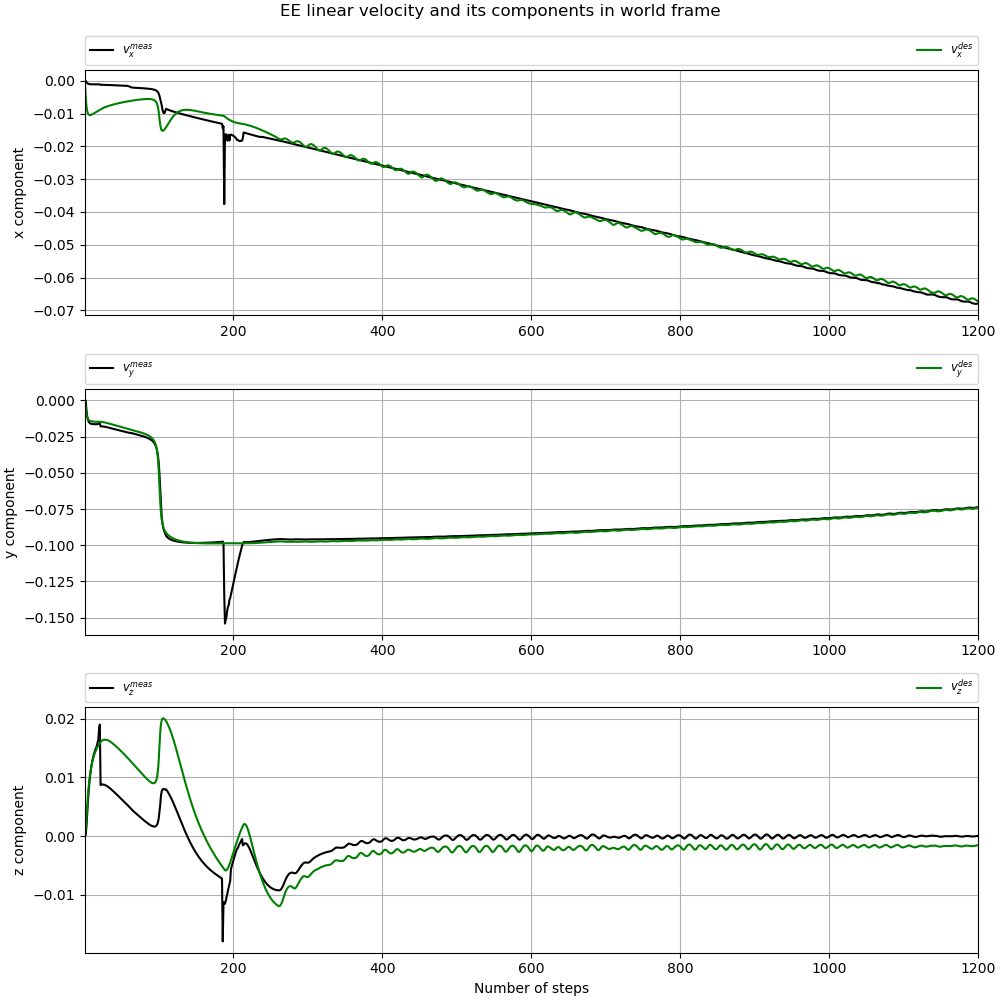 EE linear velocity and its components in world frame
v_x^meas v_x^des
0.00
−0.01
−0.02
−0.03
−0.04
−0.05
−0.06
−0.07
x component
200 400 600 800 1000 1200
v_y^meas v_y^des
0.000
−0.025
−0.050
−0.075
−0.100
−0.125
−0.150
y component
200 400 600 800 1000 1200
v_z^meas v_z^des
0.02
0.01
0.00
−0.01
z component
200 400 600 800 1000 1200
Number of steps